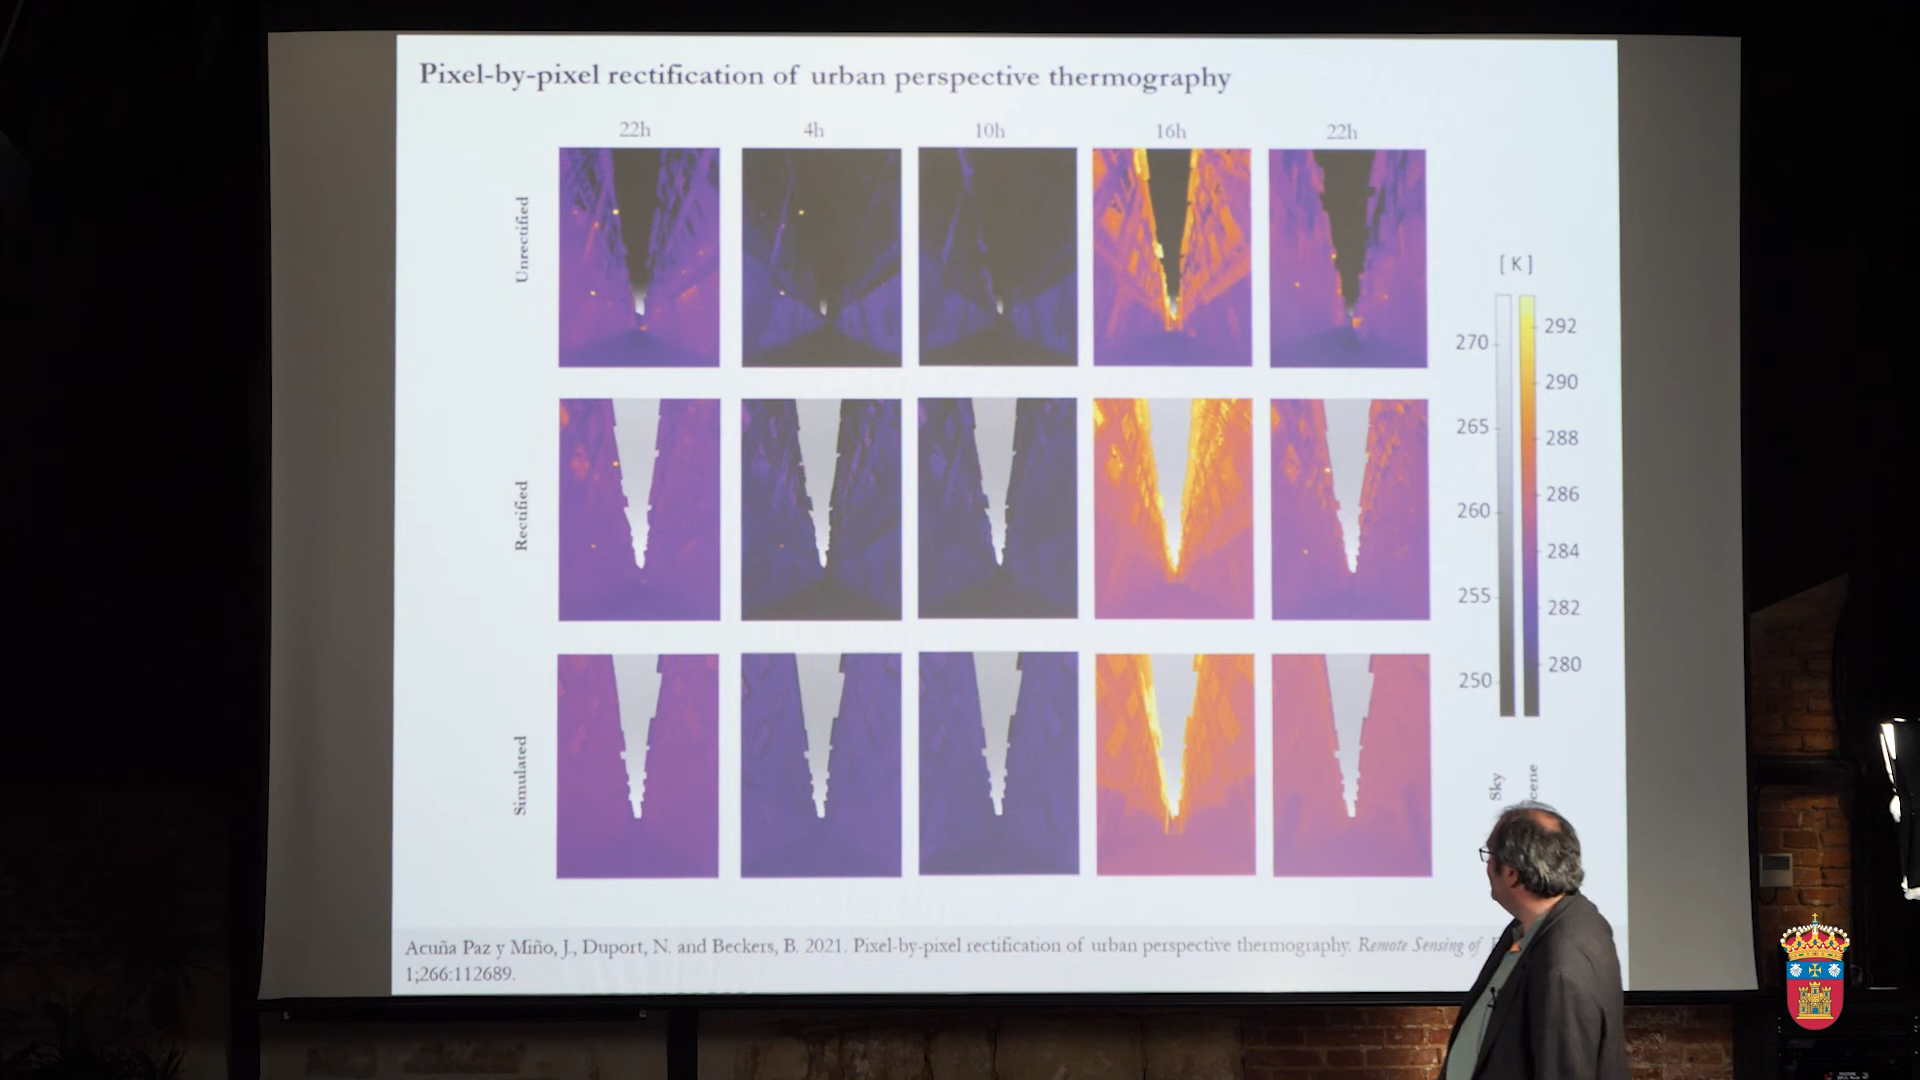 Pixel-by-pixel rectification of urban perspective thermography
22h 4h 10h 16h 22h
Unrectified
Rectified
Simulated
[ K ]
270
265
260
255
250
292
290
288
286
284
282
280
Sky
cene
Acuña Paz y Miño, J., Duport, N. and Beckers, B. 2021. Pixel-by-pixel rectification of urban perspective thermography. Remote Sensing of
1;266:112689.